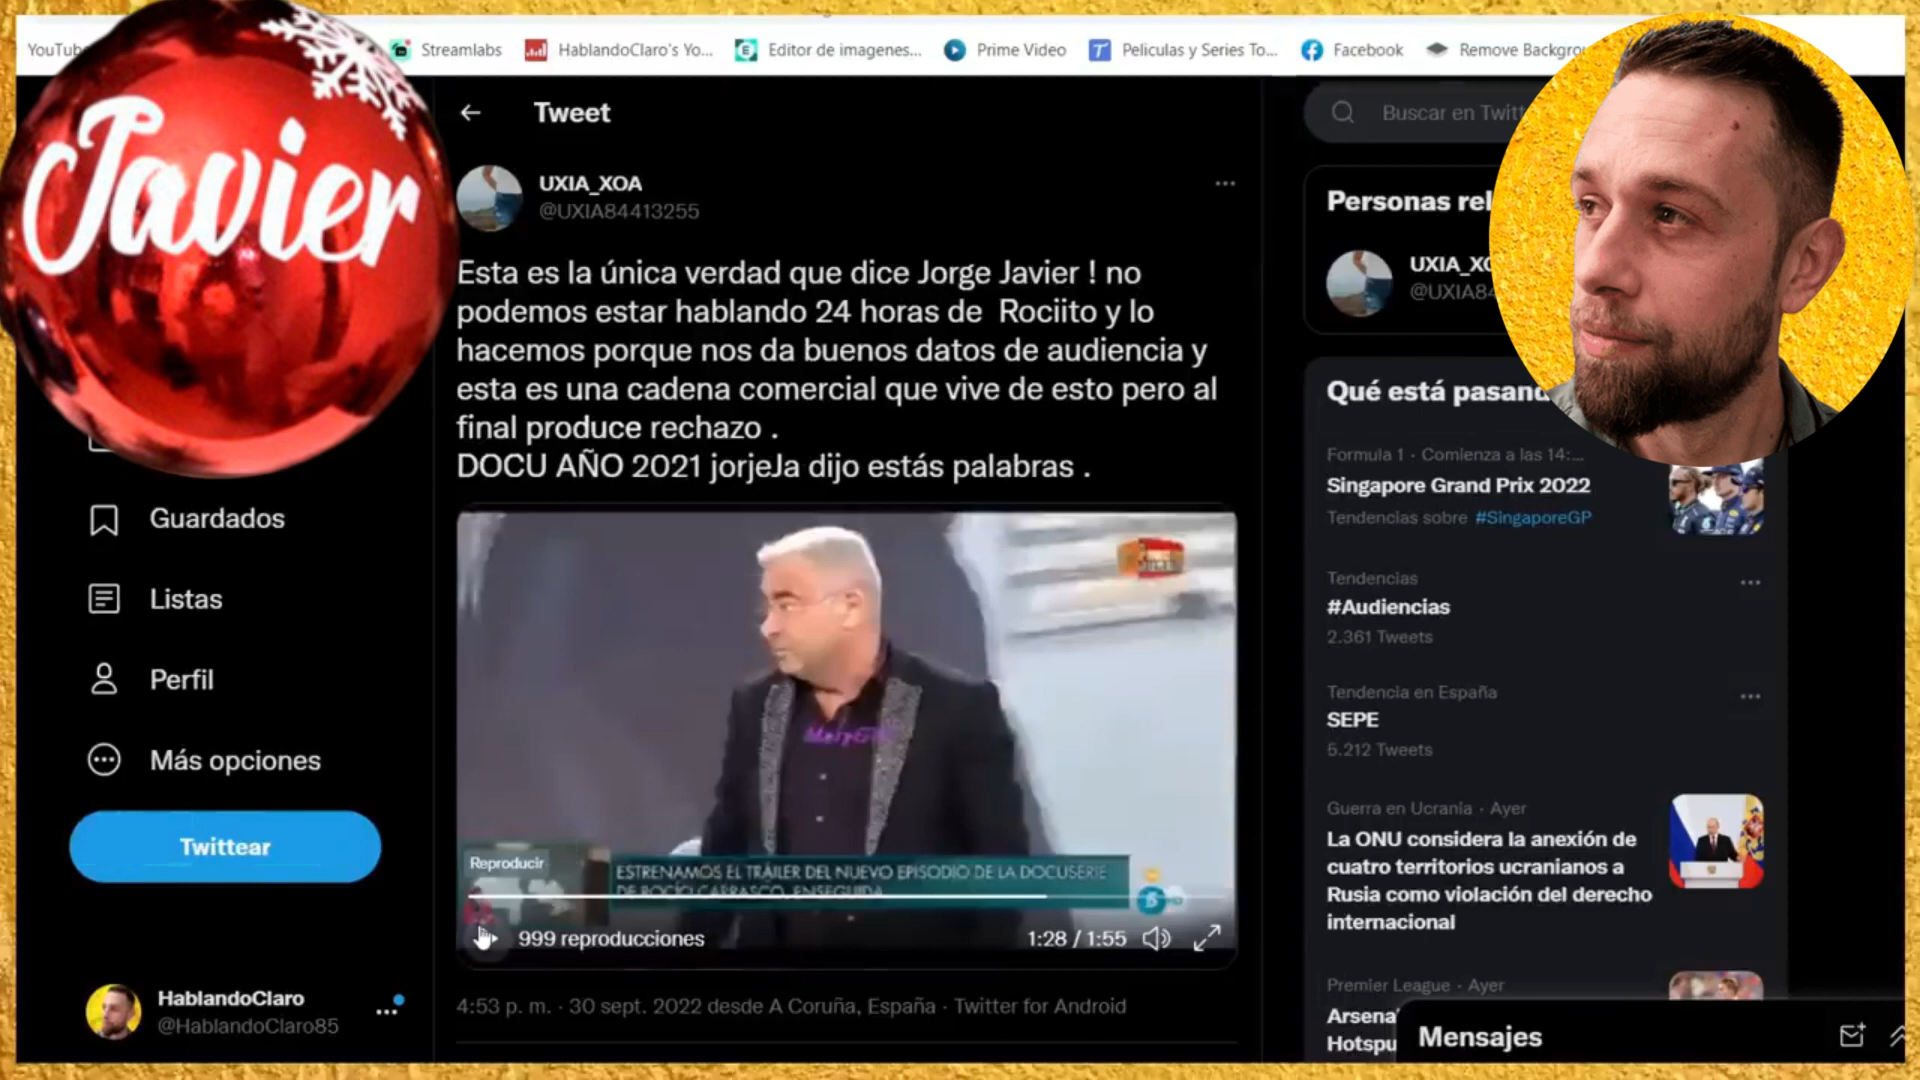 YouTube
Streamlabs
HablandoClaro's Yo...
Editor de imagenes...
Prime Video
Peliculas y Series To...
Facebook
Remove Backgrou
Javier
Tweet
Buscar en Twitt
UXIA_XOA
@UXIA84413255
Esta es la única verdad que dice Jorge Javier ! no
podemos estar hablando 24 horas de Rociito y lo
hacemos porque nos da buenos datos de audiencia y
esta es una cadena comercial que vive de esto pero al
final produce rechazo .
DOCU AÑO 2021 jorjeJa dijo estás palabras .
Guardados
Listas
Perfil
Más opciones
Twittear
HablandoClaro
@HablandoClaro85
Reproducir
ESTRENAMOS EL TRÁILER DEL NUEVO EPISODIO DE LA DOCUSERIE
DE ROCÍO CARRASCO, ENSEGUIDA
999 reproducciones
1:28 / 1:55
4:53 p. m. · 30 sept. 2022 desde A Coruña, España · Twitter for Android
Personas rel
UXIA_XO
@UXIA84
Qué está pasand
Formula 1 · Comienza a las 14:...
Singapore Grand Prix 2022
Tendencias sobre #SingaporeGP
Tendencias
#Audiencias
2.361 Tweets
Tendencia en España
SEPE
5.212 Tweets
Guerra en Ucrania · Ayer
La ONU considera la anexión de
cuatro territorios ucranianos a
Rusia como violación del derecho
internacional
Premier League · Ayer
Arsenal
Hotspu
Mensajes